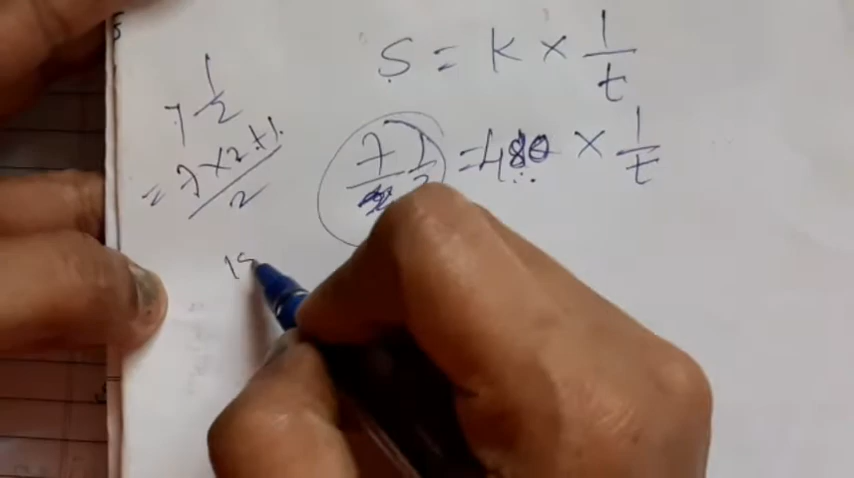 S = K × 1/t
7 1/2 = 480 × 1/t
7 1/2
= 7 × 2 + 1 / 2
15